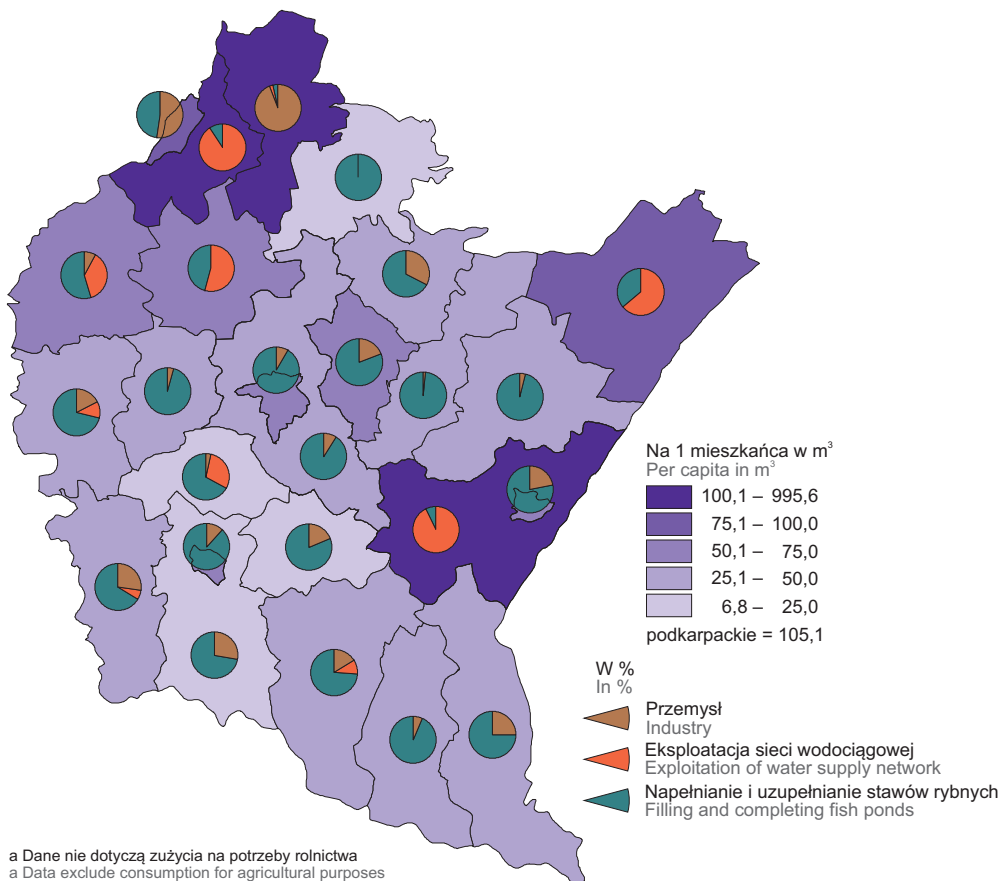 Na 1 mieszkańca w m³
Per capita in m³
100,1 – 995,6
75,1 – 100,0
50,1 – 75,0
25,1 – 50,0
6,8 – 25,0
podkarpackie = 105,1
W %
In %
Przemysł
Industry
Eksploatacja sieci wodociągowej
Exploitation of water supply network
Napełnianie i uzupełnianie stawów rybnych
Filling and completing fish ponds
a Dane nie dotyczą zużycia na potrzeby rolnictwa
a Data exclude consumption for agricultural purposes